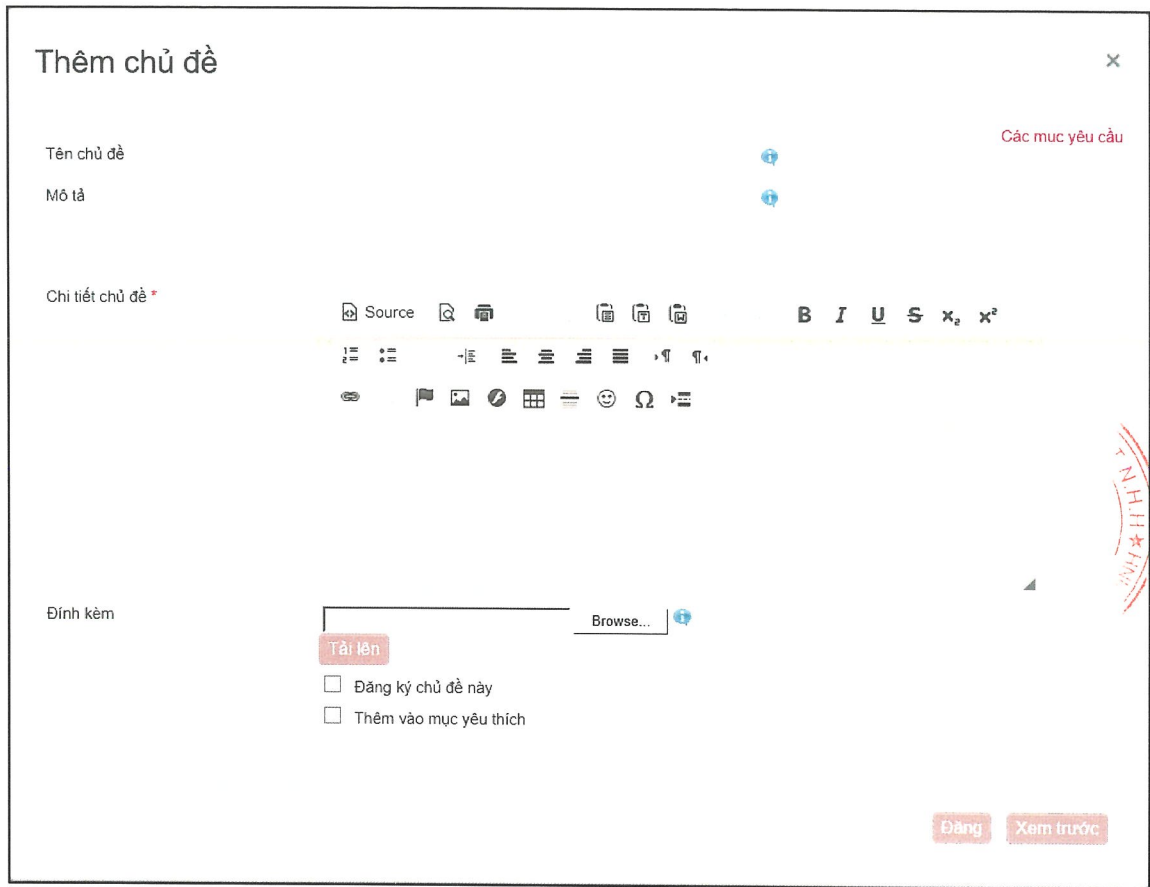 Thêm chủ đề
×
Các muc yêu cầu
Tên chủ đề
Mô tả
Chi tiết chủ đề *
Source
B I U S x₂ x²
Ω
Đính kèm
Browse...
Tải lên
Đăng ký chủ đề này
Thêm vào mục yêu thích
Đăng Xem trước
T.N.H.H